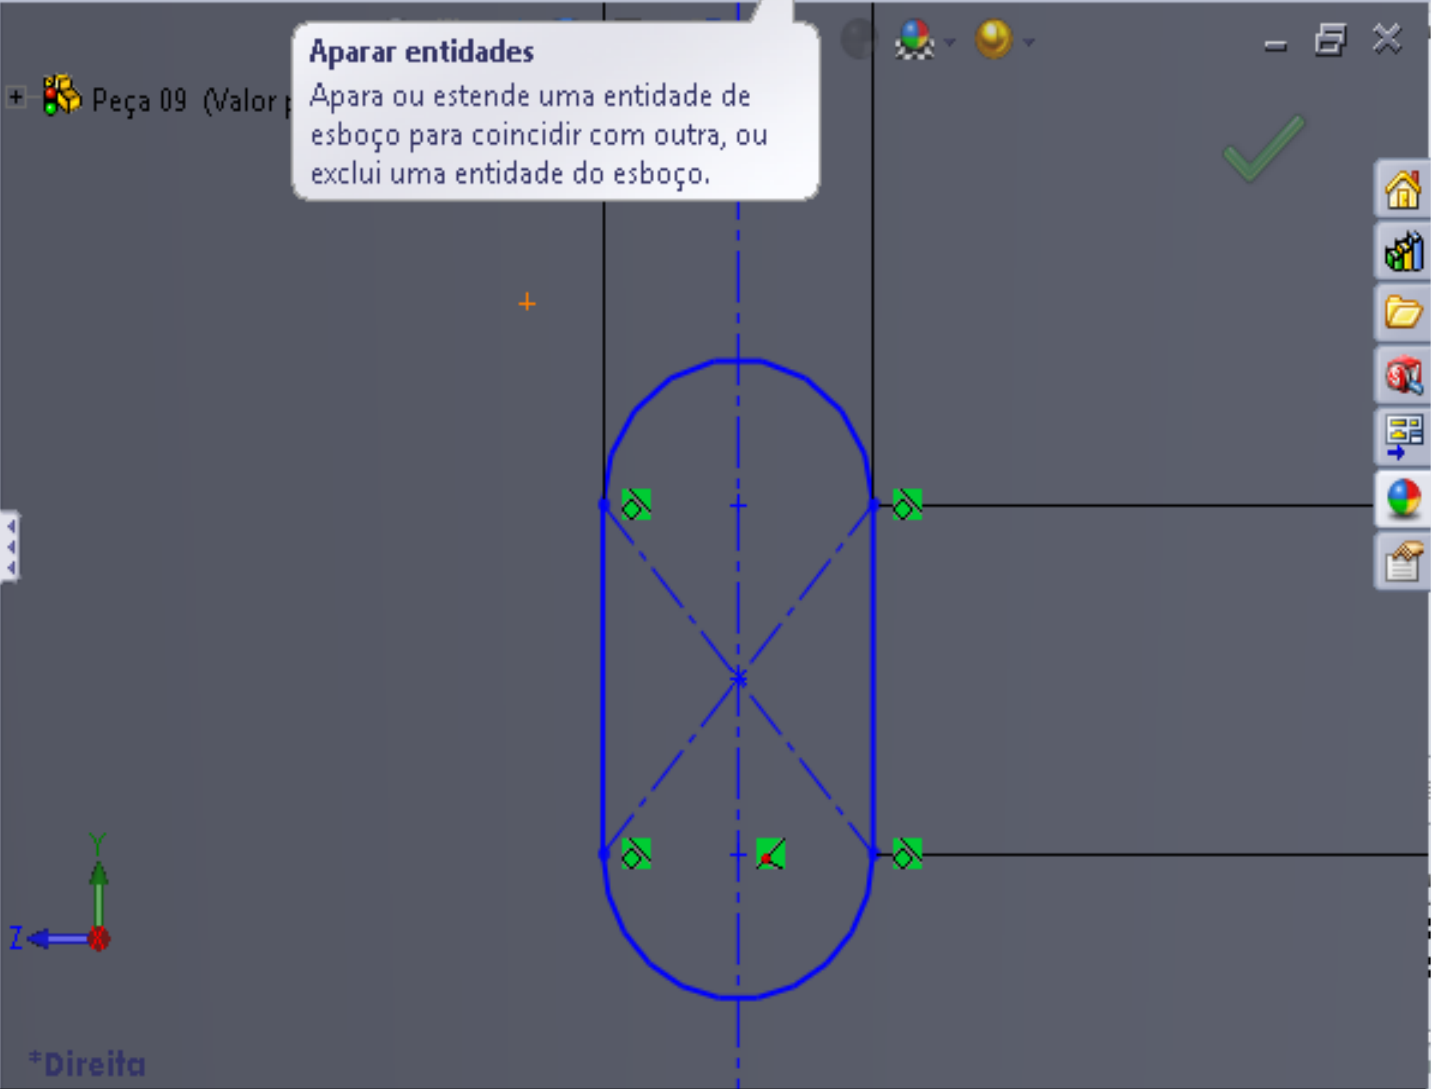 Aparar entidades
Apara ou estende uma entidade de
esboço para coincidir com outra, ou
exclui uma entidade do esboço.
Peça 09 (Valor
Y
Z
*Direita